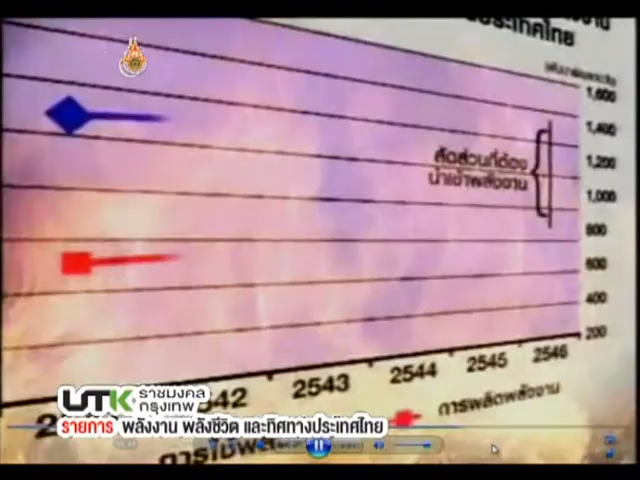 ประเทศไทย
1,600
1,400
1,200
1,000
800
600
400
200
สัดส่วนที่ต้อง
นำเข้าพลังงาน
2543
2544
2545
2546
การผลิตพลังงาน
UTK ราชมงคล
กรุงเทพ
รายการ พลังงาน พลังชีวิต และทิศทางประเทศไทย